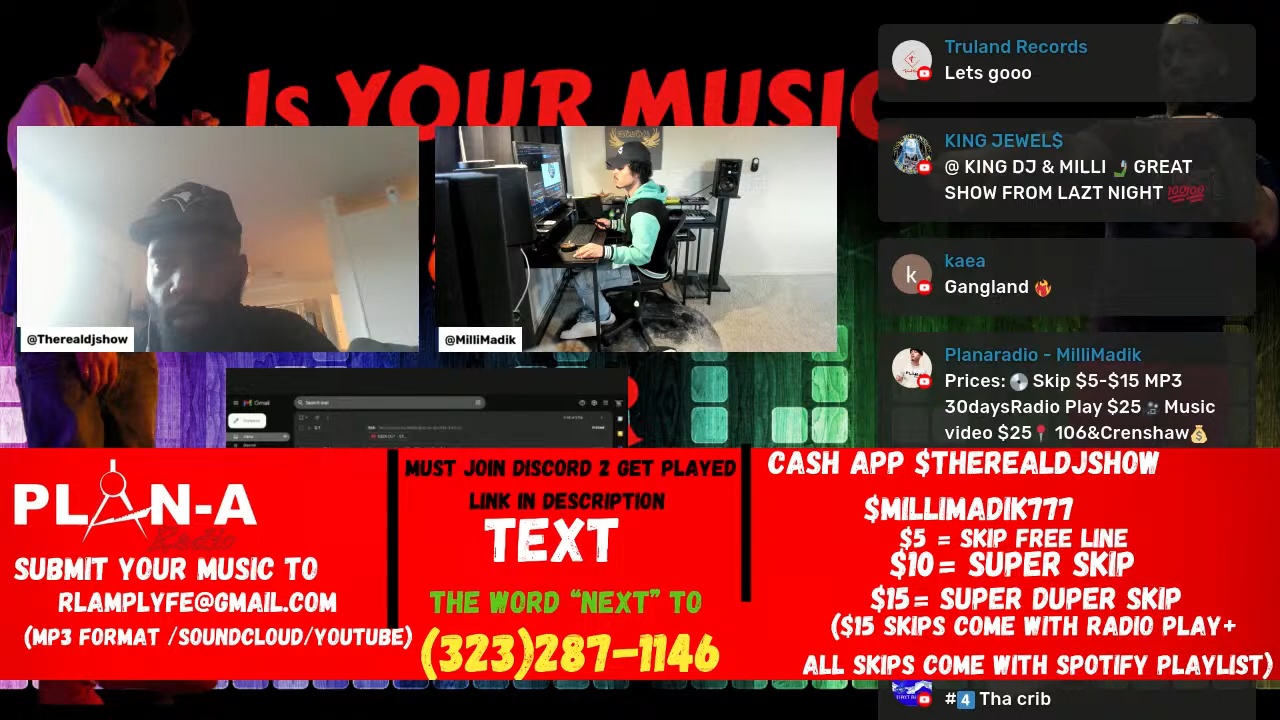 Is YOUR MUSIC
@Therealdjshow
@MilliMadik
Gmail
Truland Records
Lets gooo
KING JEWEL$
@ KING DJ & MILLI GREAT
SHOW FROM LAZT NIGHT 💯💯
kaea
k
Gangland ❤️‍🔥
Planaradio - MilliMadik
Prices: 💿 Skip $5-$15 MP3
30daysRadio Play $25🎥 Music
video $25📍 106&Crenshaw💰
PLAN-A
Radio
SUBMIT YOUR MUSIC TO
RLAMPLYFE@GMAIL.COM
(MP3 FORMAT /SOUNDCLOUD/YOUTUBE)
MUST JOIN DISCORD 2 GET PLAYED
LINK IN DESCRIPTION
TEXT
THE WORD “NEXT” TO
(323)287-1146
CASH APP $THEREALDJSHOW
$MILLIMADIK777
$5 = SKIP FREE LINE
$10 = SUPER SKIP
$15 = SUPER DUPER SKIP
($15 SKIPS COME WITH RADIO PLAY+
ALL SKIPS COME WITH SPOTIFY PLAYLIST)
#4️⃣ Tha crib